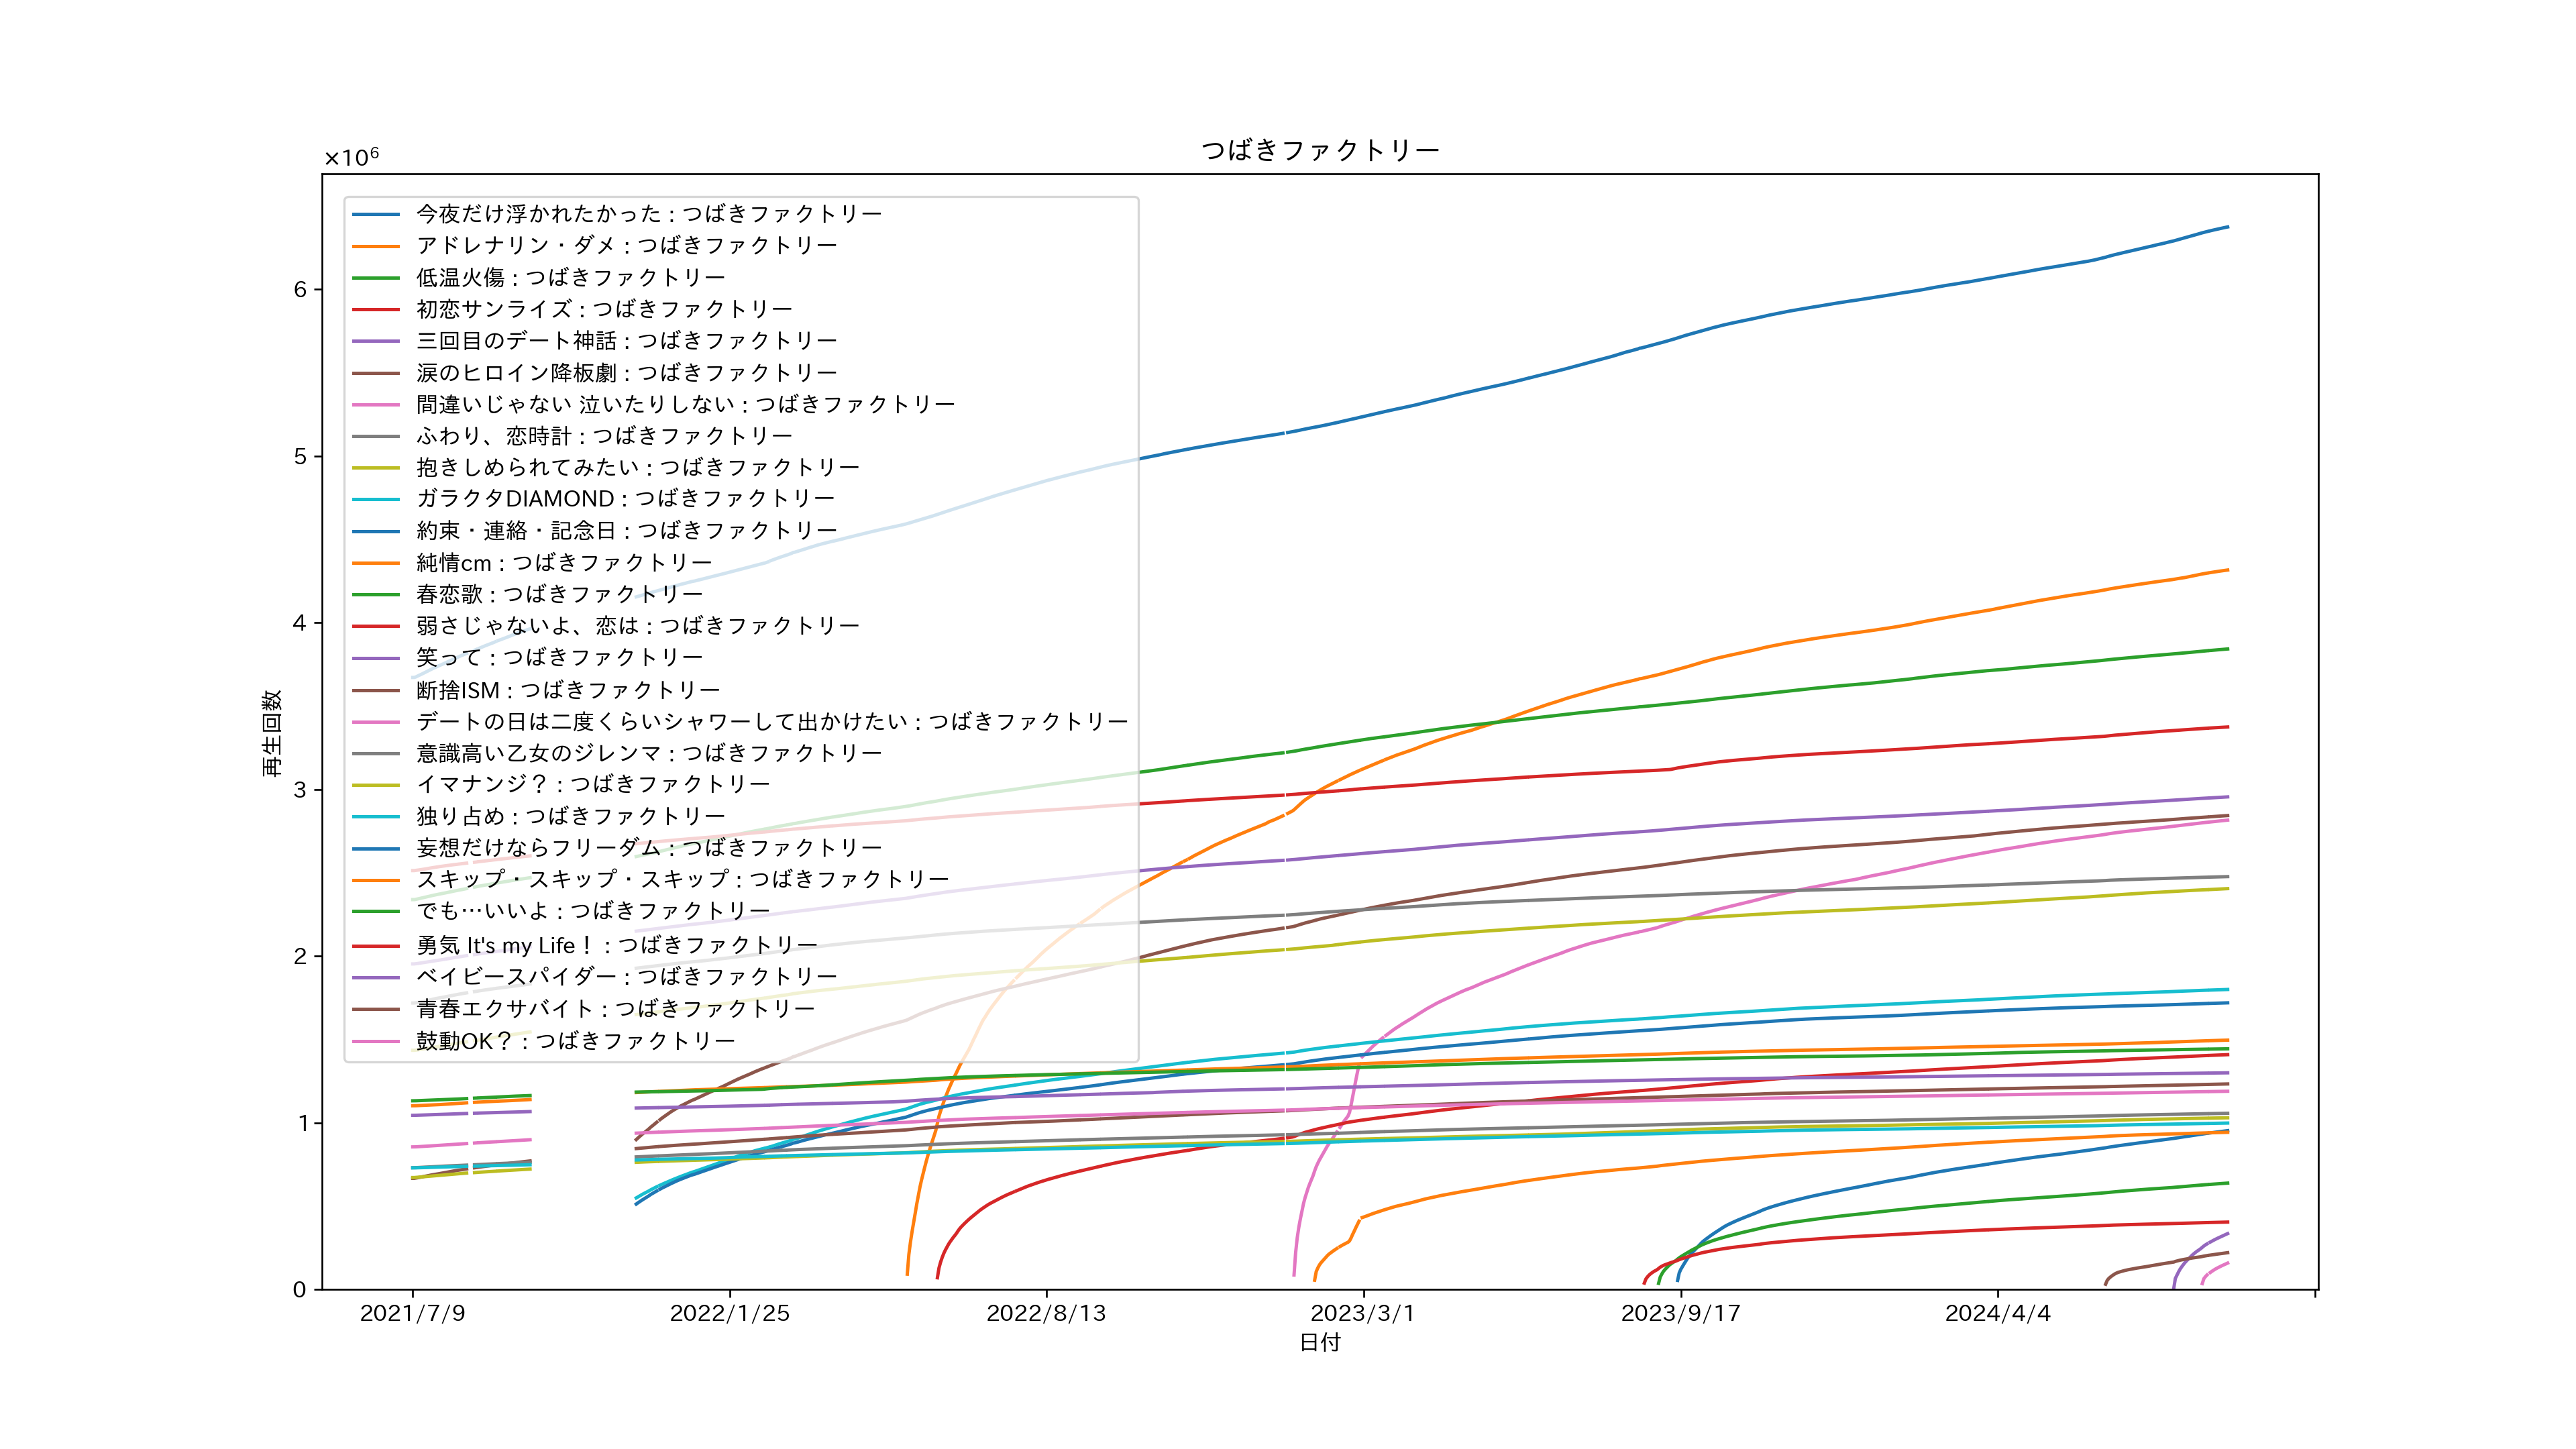 つばきファクトリー
×10⁶
今夜だけ浮かれたかった : つばきファクトリー
アドレナリン・ダメ : つばきファクトリー
低温火傷 : つばきファクトリー
初恋サンライズ : つばきファクトリー
三回目のデート神話 : つばきファクトリー
涙のヒロイン降板劇 : つばきファクトリー
間違いじゃない 泣いたりしない : つばきファクトリー
ふわり、恋時計 : つばきファクトリー
抱きしめられてみたい : つばきファクトリー
ガラクタDIAMOND : つばきファクトリー
約束・連絡・記念日 : つばきファクトリー
純情cm : つばきファクトリー
春恋歌 : つばきファクトリー
弱さじゃないよ、恋は : つばきファクトリー
笑って : つばきファクトリー
断捨ISM : つばきファクトリー
デートの日は二度くらいシャワーして出かけたい : つばきファクトリー
意識高い乙女のジレンマ : つばきファクトリー
イマナンジ？ : つばきファクトリー
独り占め : つばきファクトリー
妄想だけならフリーダム : つばきファクトリー
スキップ・スキップ・スキップ : つばきファクトリー
でも…いいよ : つばきファクトリー
勇気 It's my Life！ : つばきファクトリー
ベイビースパイダー : つばきファクトリー
青春エクサバイト : つばきファクトリー
鼓動OK？ : つばきファクトリー
6
5
4
3
2
1
0
再生回数
2021/7/9
2022/1/25
2022/8/13
2023/3/1
2023/9/17
2024/4/4
日付